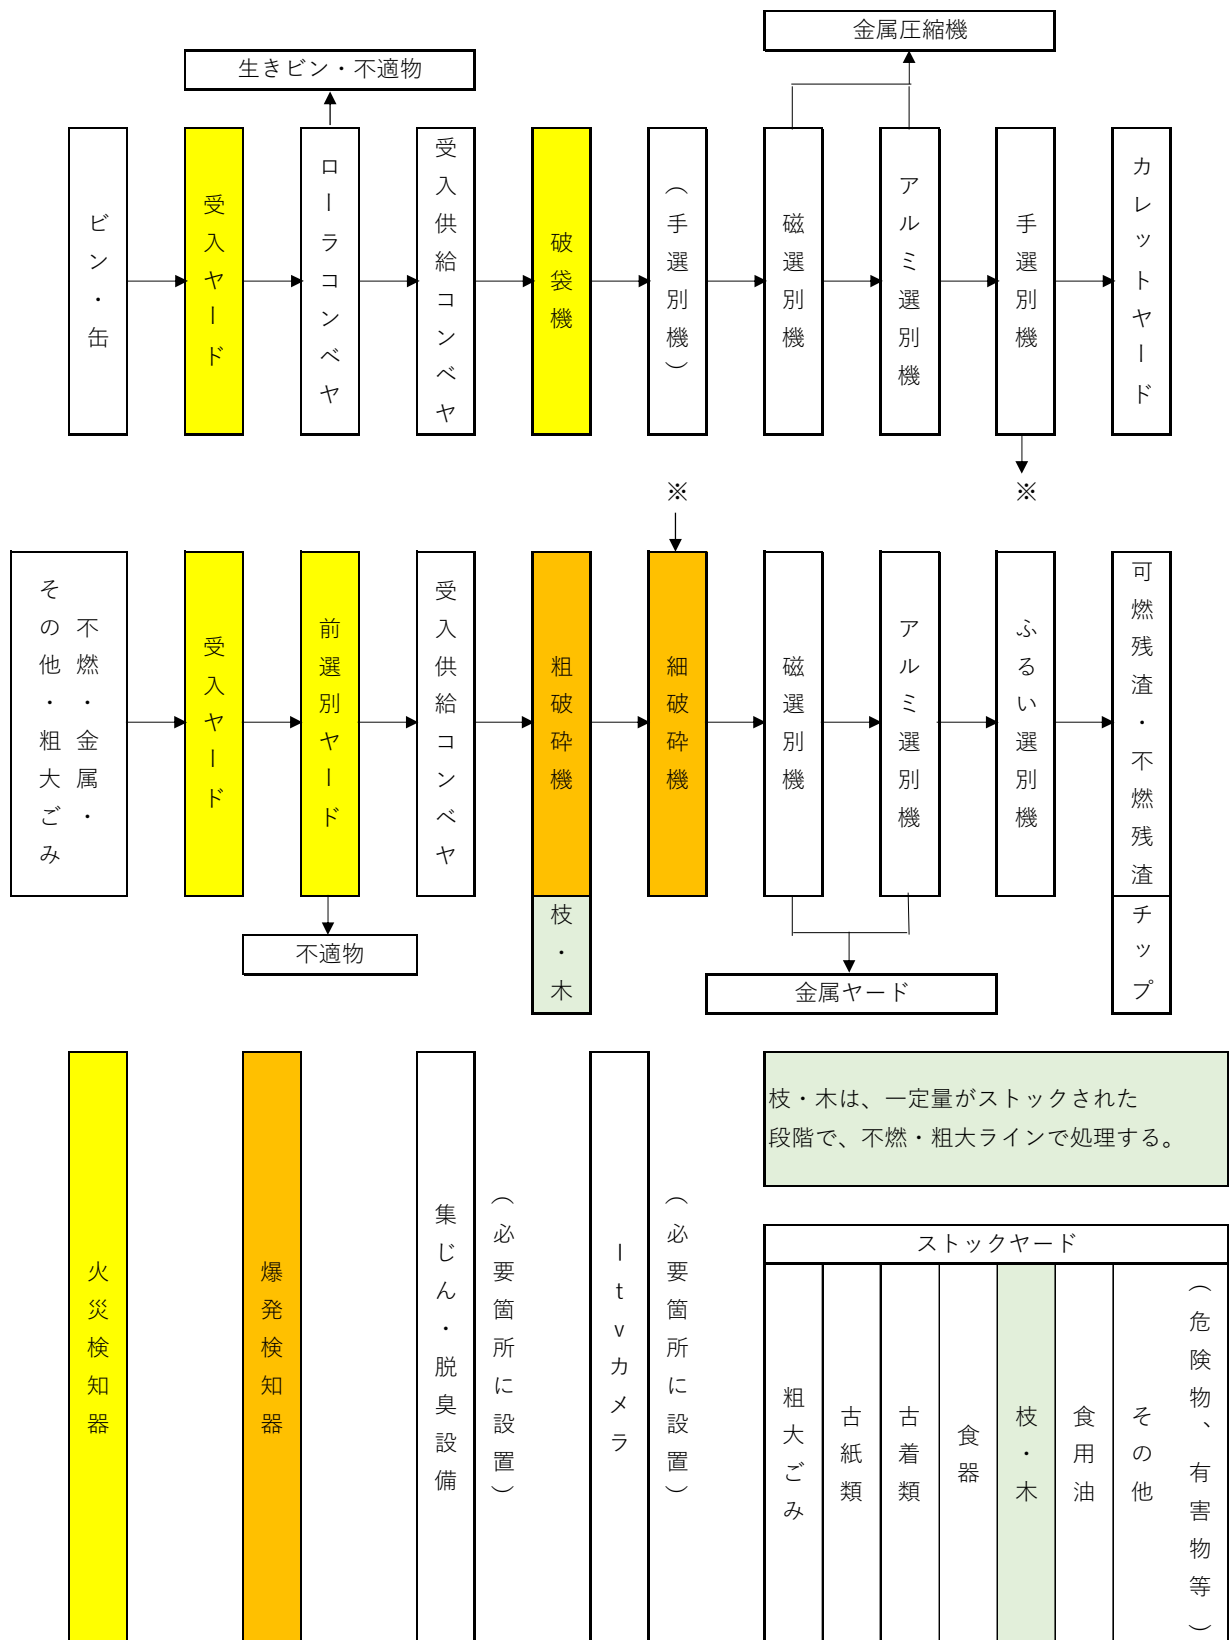 金属圧縮機
生きビン・不適物
ビン・缶
受入ヤード
ローラコンベヤ
受入供給コンベヤ
破袋機
（手選別機）
磁選別機
アルミ選別機
手選別機
カレットヤード
※
※
不燃・金属・
その他・粗大ごみ
受入ヤード
前選別ヤード
受入供給コンベヤ
粗破砕機
細破砕機
磁選別機
アルミ選別機
ふるい選別機
可燃残渣・不燃残渣
枝・木
チップ
不適物
金属ヤード
火災検知器
爆発検知器
集じん・脱臭設備
（必要箇所に設置）
Itvカメラ
（必要箇所に設置）
枝・木は、一定量がストックされた
段階で、不燃・粗大ラインで処理する。
ストックヤード
粗大ごみ
古紙類
古着類
食器
枝・木
食用油
その他
（危険物、有害物等）